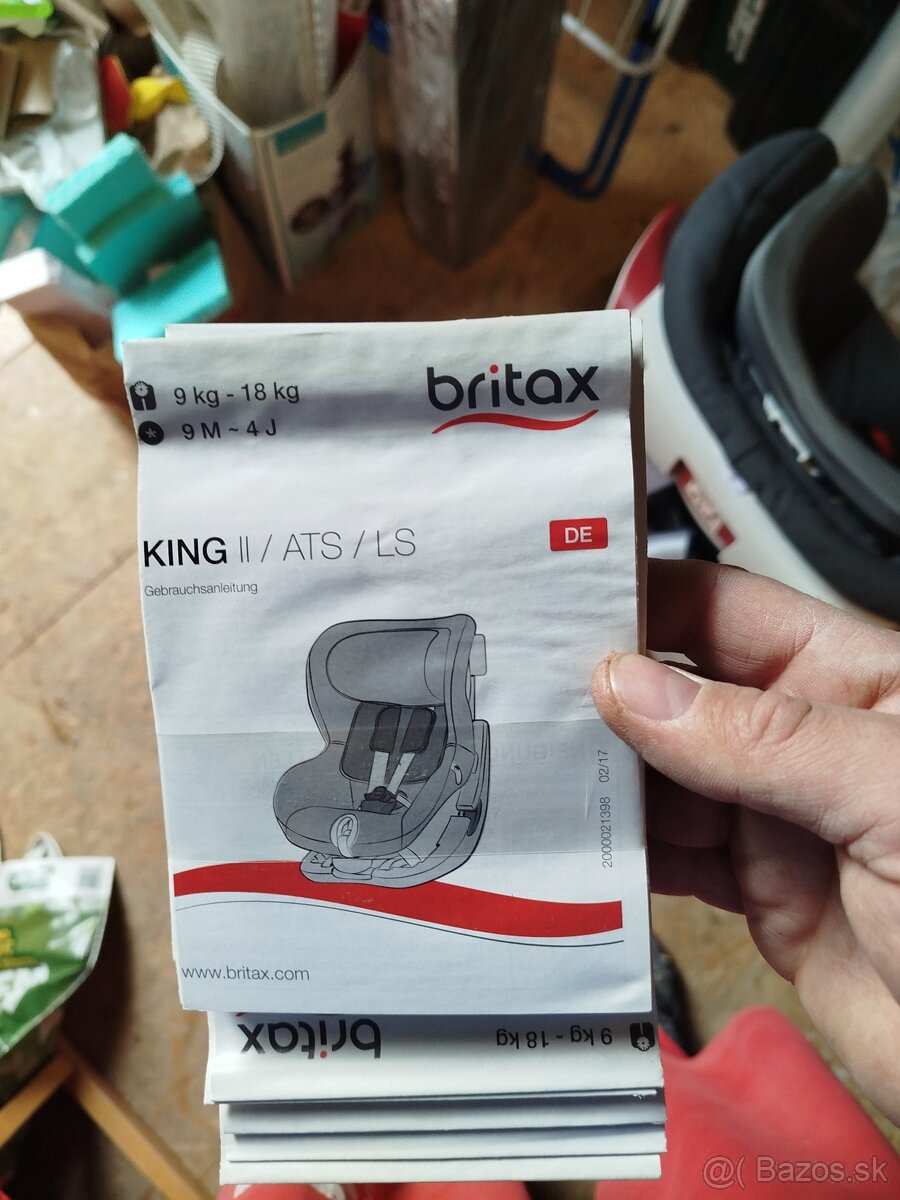 9 kg - 18 kg
9 M ~ 4 J
britax
KING II / ATS / LS
DE
Gebrauchsanleitung
2000021398 02/17
www.britax.com
britax
9 kg - 18 kg
@( Bazos.sk